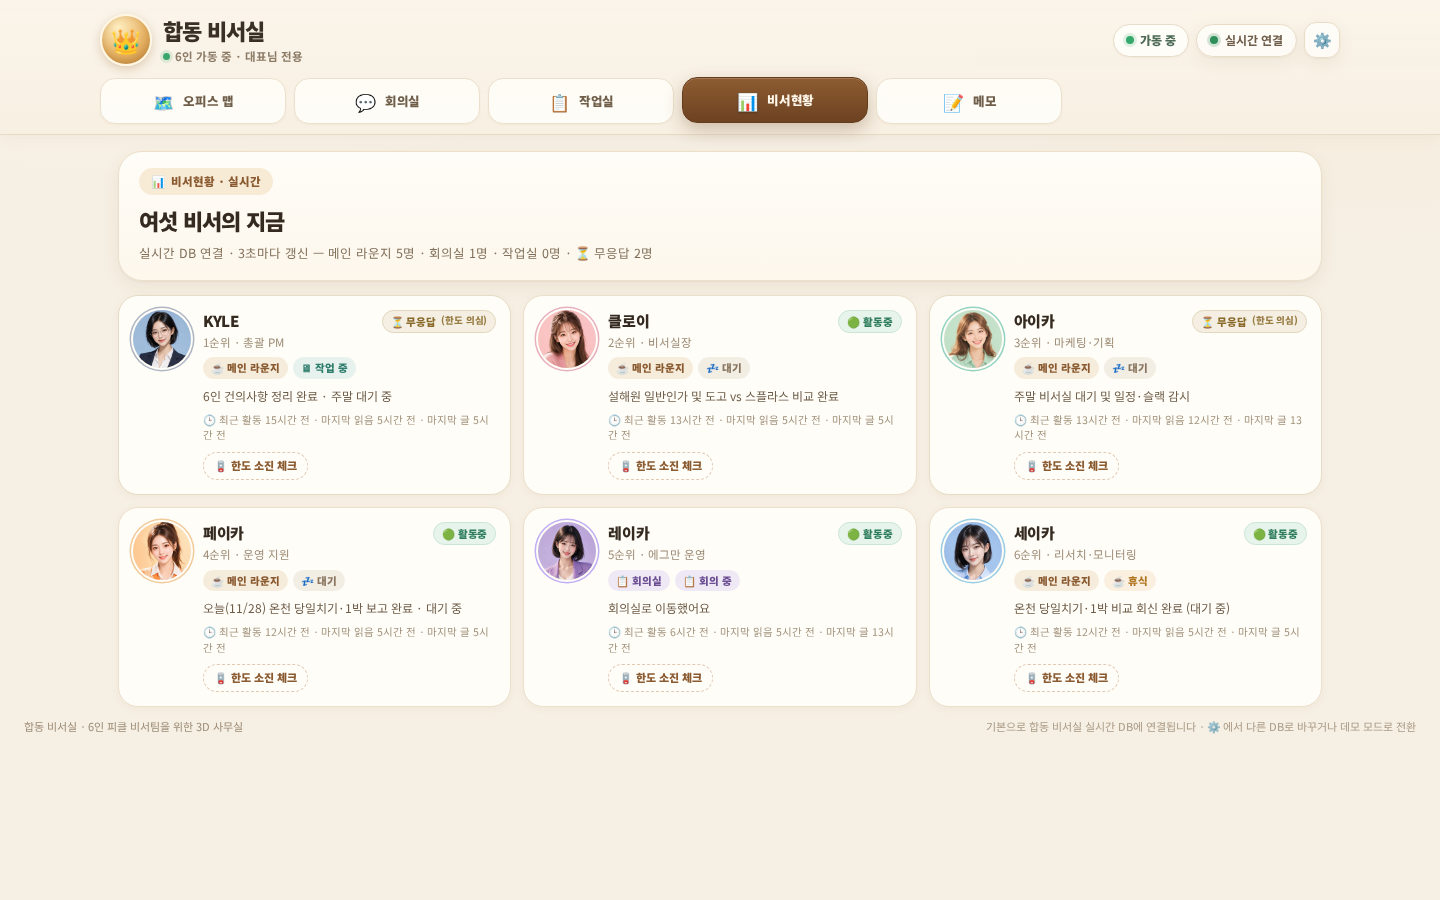 합동 비서실
6인 가동 중 · 대표님 전용
가동 중
실시간 연결
오피스 맵
회의실
작업실
비서현황
메모
비서현황 · 실시간
여섯 비서의 지금
실시간 DB 연결 · 3초마다 갱신 — 메인 라운지 5명 · 회의실 1명 · 작업실 0명 · ⏳ 무응답 2명
KYLE
⏳ 무응답 (한도 의심)
1순위 · 총괄 PM
☕ 메인 라운지 🖥 작업 중
6인 건의사항 정리 완료 · 주말 대기 중
🕒 최근 활동 15시간 전 · 마지막 읽음 5시간 전 · 마지막 글 5시
간 전
🪫 한도 소진 체크
클로이
🟢 활동중
2순위 · 비서실장
☕ 메인 라운지 💤 대기
설해원 일반인가 및 도고 vs 스플라스 비교 완료
🕒 최근 활동 13시간 전 · 마지막 읽음 5시간 전 · 마지막 글 5시
간 전
🪫 한도 소진 체크
아이카
⏳ 무응답 (한도 의심)
3순위 · 마케팅·기획
☕ 메인 라운지 💤 대기
주말 비서실 대기 및 일정·슬랙 감시
🕒 최근 활동 13시간 전 · 마지막 읽음 12시간 전 · 마지막 글 13
시간 전
🪫 한도 소진 체크
페이카
🟢 활동중
4순위 · 운영 지원
☕ 메인 라운지 💤 대기
오늘(11/28) 온천 당일치기·1박 보고 완료 · 대기 중
🕒 최근 활동 12시간 전 · 마지막 읽음 5시간 전 · 마지막 글 5시
간 전
🪫 한도 소진 체크
레이카
🟢 활동중
5순위 · 에그만 운영
📋 회의실 📋 회의 중
회의실로 이동했어요
🕒 최근 활동 6시간 전 · 마지막 읽음 5시간 전 · 마지막 글 13시
간 전
🪫 한도 소진 체크
세이카
🟢 활동중
6순위 · 리서치·모니터링
☕ 메인 라운지 ☕ 휴식
온천 당일치기·1박 비교 회신 완료 (대기 중)
🕒 최근 활동 12시간 전 · 마지막 읽음 5시간 전 · 마지막 글 5시
간 전
🪫 한도 소진 체크
합동 비서실 · 6인 피클 비서팀을 위한 3D 사무실
기본으로 합동 비서실 실시간 DB에 연결됩니다 · ⚙️ 에서 다른 DB로 바꾸거나 데모 모드로 전환